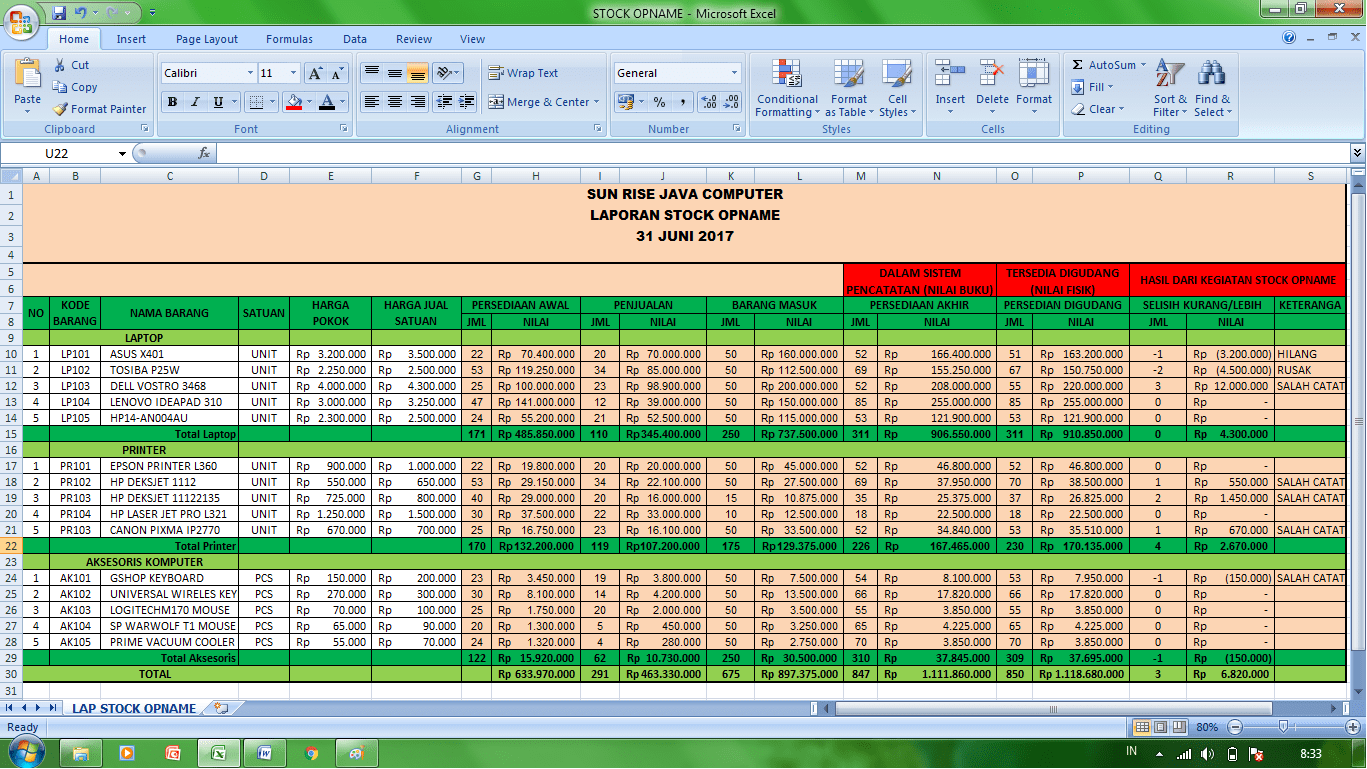 STOCK OPNAME - Microsoft Excel
Home Insert Page Layout Formulas Data Review View
Paste Cut Copy Format Painter Clipboard
Calibri 11 B I U Font
Wrap Text Merge & Center Alignment
General % , Number
Conditional Formatting Format as Table Cell Styles Styles
Insert Delete Format Cells
AutoSum Fill Clear Sort & Filter Find & Select Editing
U22 fx
A B C D E F G H I J K L M N O P Q R S
1 SUN RISE JAVA COMPUTER
2 LAPORAN STOCK OPNAME
3 31 JUNI 2017
4
5 DALAM SISTEM TERSEDIA DIGUDANG HASIL DARI KEGIATAN STOCK OPNAME
6 PENCATATAN (NILAI BUKU) (NILAI FISIK)
7 NO KODE NAMA BARANG SATUAN HARGA HARGA JUAL PERSEDIAAN AWAL PENJUALAN BARANG MASUK PERSEDIAAN AKHIR PERSEDIAN DIGUDANG SELISIH KURANG/LEBIH KETERANGA
8 BARANG POKOK SATUAN JML NILAI JML NILAI JML NILAI JML NILAI JML NILAI JML NILAI
9 LAPTOP
10 1 LP101 ASUS X401 UNIT Rp 3.200.000 Rp 3.500.000 22 Rp 70.400.000 20 Rp 70.000.000 50 Rp 160.000.000 52 Rp 166.400.000 51 Rp 163.200.000 -1 Rp (3.200.000) HILANG
11 2 LP102 TOSIBA P25W UNIT Rp 2.250.000 Rp 2.500.000 53 Rp 119.250.000 34 Rp 85.000.000 50 Rp 112.500.000 69 Rp 155.250.000 67 Rp 150.750.000 -2 Rp (4.500.000) RUSAK
12 3 LP103 DELL VOSTRO 3468 UNIT Rp 4.000.000 Rp 4.300.000 25 Rp 100.000.000 23 Rp 98.900.000 50 Rp 200.000.000 52 Rp 208.000.000 55 Rp 220.000.000 3 Rp 12.000.000 SALAH CATAT
13 4 LP104 LENOVO IDEAPAD 310 UNIT Rp 3.000.000 Rp 3.250.000 47 Rp 141.000.000 12 Rp 39.000.000 50 Rp 150.000.000 85 Rp 255.000.000 85 Rp 255.000.000 0 Rp -
14 5 LP105 HP14-AN004AU UNIT Rp 2.300.000 Rp 2.500.000 24 Rp 55.200.000 21 Rp 52.500.000 50 Rp 115.000.000 53 Rp 121.900.000 53 Rp 121.900.000 0 Rp -
15 Total Laptop 171 Rp 485.850.000 110 Rp345.400.000 250 Rp 737.500.000 311 Rp 906.550.000 311 Rp 910.850.000 0 Rp 4.300.000
16 PRINTER
17 1 PR101 EPSON PRINTER L360 UNIT Rp 900.000 Rp 1.000.000 22 Rp 19.800.000 20 Rp 20.000.000 50 Rp 45.000.000 52 Rp 46.800.000 52 Rp 46.800.000 0 Rp -
18 2 PR102 HP DEKSJET 1112 UNIT Rp 550.000 Rp 650.000 53 Rp 29.150.000 34 Rp 22.100.000 50 Rp 27.500.000 69 Rp 37.950.000 70 Rp 38.500.000 1 Rp 550.000 SALAH CATAT
19 3 PR103 HP DEKSJET 11122135 UNIT Rp 725.000 Rp 800.000 40 Rp 29.000.000 20 Rp 16.000.000 15 Rp 10.875.000 35 Rp 25.375.000 37 Rp 26.825.000 2 Rp 1.450.000 SALAH CATAT
20 4 PR104 HP LASER JET PRO L321 UNIT Rp 1.250.000 Rp 1.500.000 30 Rp 37.500.000 22 Rp 33.000.000 10 Rp 12.500.000 18 Rp 22.500.000 18 Rp 22.500.000 0 Rp -
21 5 PR103 CANON PIXMA IP2770 UNIT Rp 670.000 Rp 700.000 25 Rp 16.750.000 23 Rp 16.100.000 50 Rp 33.500.000 52 Rp 34.840.000 53 Rp 35.510.000 1 Rp 670.000 SALAH CATAT
22 Total Printer 170 Rp132.200.000 119 Rp107.200.000 175 Rp129.375.000 226 Rp 167.465.000 230 Rp 170.135.000 4 Rp 2.670.000
23 AKSESORIS KOMPUTER
24 1 AK101 GSHOP KEYBOARD PCS Rp 150.000 Rp 200.000 23 Rp 3.450.000 19 Rp 3.800.000 50 Rp 7.500.000 54 Rp 8.100.000 53 Rp 7.950.000 -1 Rp (150.000) SALAH CATAT
25 2 AK102 UNIVERSAL WIRELES KEY PCS Rp 270.000 Rp 300.000 30 Rp 8.100.000 14 Rp 4.200.000 50 Rp 13.500.000 66 Rp 17.820.000 66 Rp 17.820.000 0 Rp -
26 3 AK103 LOGITECHM170 MOUSE PCS Rp 70.000 Rp 100.000 25 Rp 1.750.000 20 Rp 2.000.000 50 Rp 3.500.000 55 Rp 3.850.000 55 Rp 3.850.000 0 Rp -
27 4 AK104 SP WARWOLF T1 MOUSE PCS Rp 65.000 Rp 90.000 20 Rp 1.300.000 5 Rp 450.000 50 Rp 3.250.000 65 Rp 4.225.000 65 Rp 4.225.000 0 Rp -
28 5 AK105 PRIME VACUUM COOLER PCS Rp 55.000 Rp 70.000 24 Rp 1.320.000 4 Rp 280.000 50 Rp 2.750.000 70 Rp 3.850.000 70 Rp 3.850.000 0 Rp -
29 Total Aksesoris 122 Rp 15.920.000 62 Rp 10.730.000 250 Rp 30.500.000 310 Rp 37.845.000 309 Rp 37.695.000 -1 Rp (150.000)
30 TOTAL Rp 633.970.000 291 Rp463.330.000 675 Rp 897.375.000 847 Rp 1.111.860.000 850 Rp 1.118.680.000 3 Rp 6.820.000
31
LAP STOCK OPNAME
Ready 80%
IN 8:33